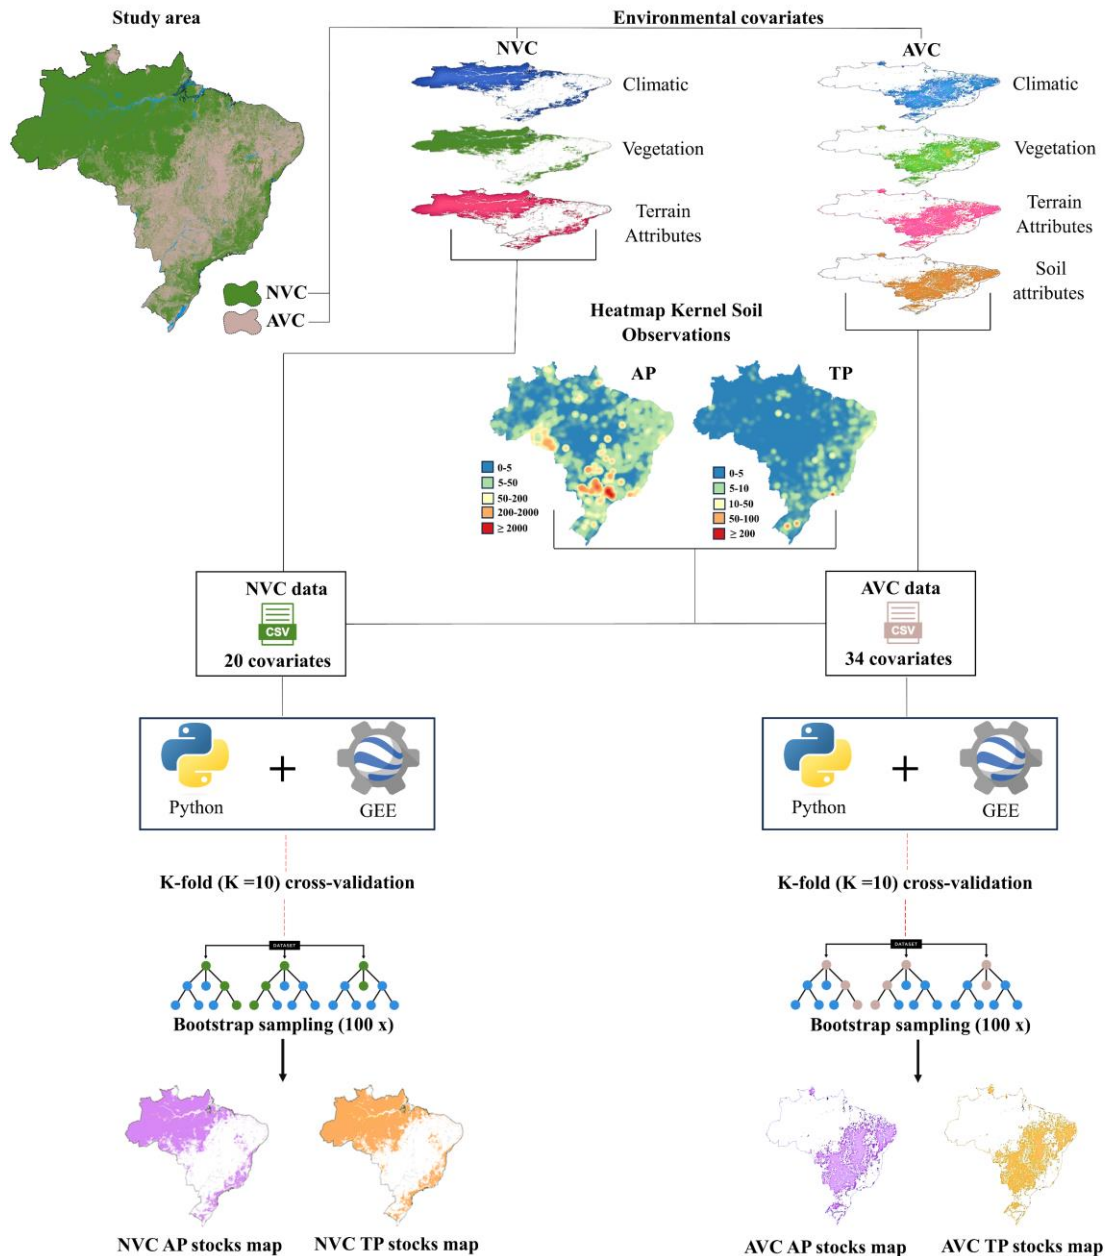 Study area
Environmental covariates
NVC
AVC
Climatic
Vegetation
Terrain
Attributes
Climatic
Vegetation
Terrain
Attributes
Soil
attributes
NVC
AVC
Heatmap Kernel Soil
Observations
AP
TP
0-5
5-50
50-200
200-2000
≥ 2000
0-5
5-10
10-50
50-100
≥ 200
NVC data
CSV
20 covariates
AVC data
CSV
34 covariates
Python
+
GEE
Python
+
GEE
K-fold (K =10) cross-validation
K-fold (K =10) cross-validation
DATASET
DATASET
Bootstrap sampling (100 x)
Bootstrap sampling (100 x)
NVC AP stocks map
NVC TP stocks map
AVC AP stocks map
AVC TP stocks map